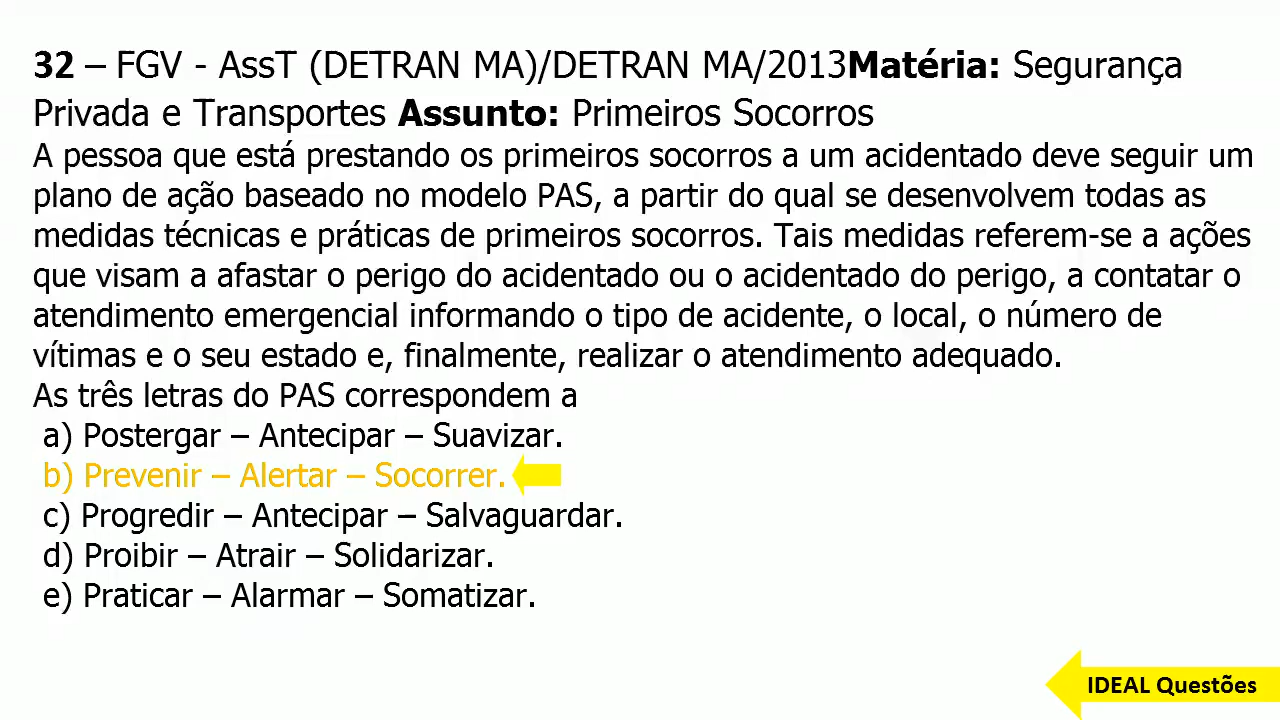 32 – FGV - AssT (DETRAN MA)/DETRAN MA/2013Matéria: Segurança
Privada e Transportes Assunto: Primeiros Socorros
A pessoa que está prestando os primeiros socorros a um acidentado deve seguir um
plano de ação baseado no modelo PAS, a partir do qual se desenvolvem todas as
medidas técnicas e práticas de primeiros socorros. Tais medidas referem-se a ações
que visam a afastar o perigo do acidentado ou o acidentado do perigo, a contatar o
atendimento emergencial informando o tipo de acidente, o local, o número de
vítimas e o seu estado e, finalmente, realizar o atendimento adequado.
As três letras do PAS correspondem a
a) Postergar – Antecipar – Suavizar.
b) Prevenir – Alertar – Socorrer.
c) Progredir – Antecipar – Salvaguardar.
d) Proibir – Atrair – Solidarizar.
e) Praticar – Alarmar – Somatizar.
IDEAL Questões